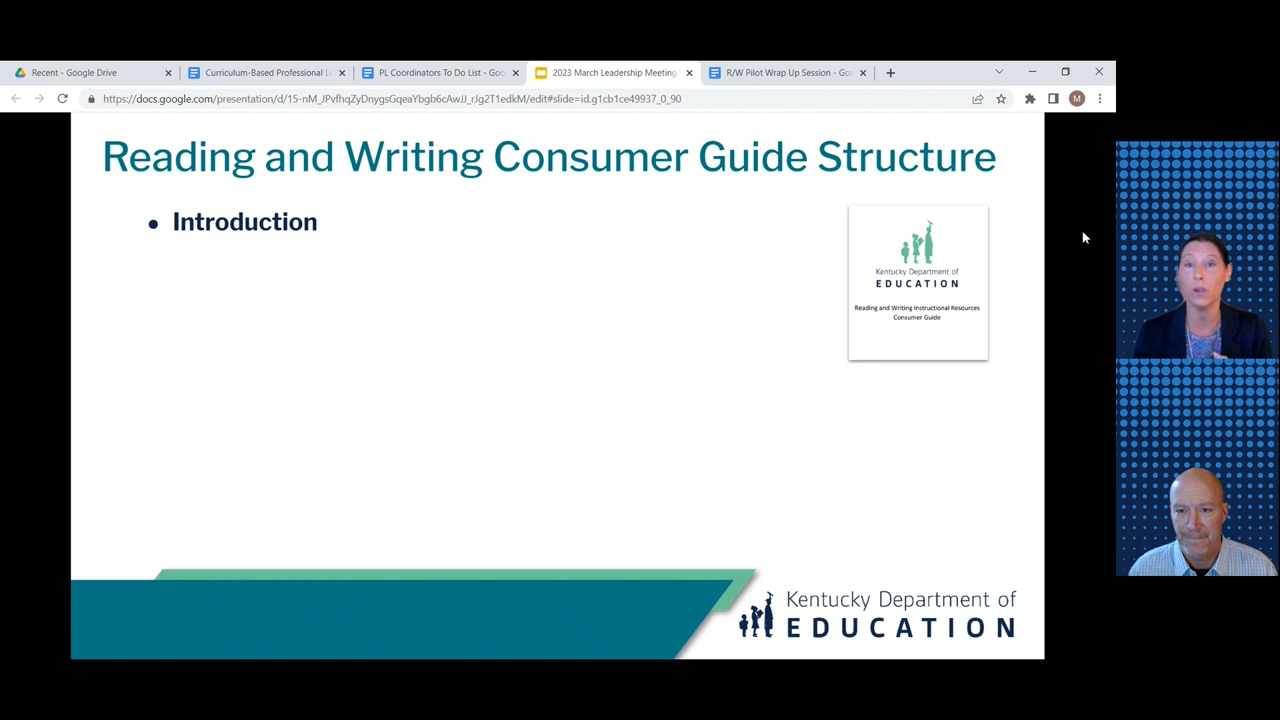 Recent - Google Drive
Curriculum-Based Professional Le
PL Coordinators To Do List - Goo
2023 March Leadership Meeting
R/W Pilot Wrap Up Session - Go
https://docs.google.com/presentation/d/15-nM_JPvfhqZyDnygsGqeaYbgb6cAwJJ_rJg2T1edkM/edit#slide=id.g1cb1ce49937_0_90
M
Reading and Writing Consumer Guide Structure
• Introduction
Kentucky Department of
EDUCATION
Reading and Writing Instructional Resources
Consumer Guide
Kentucky Department of
EDUCATION